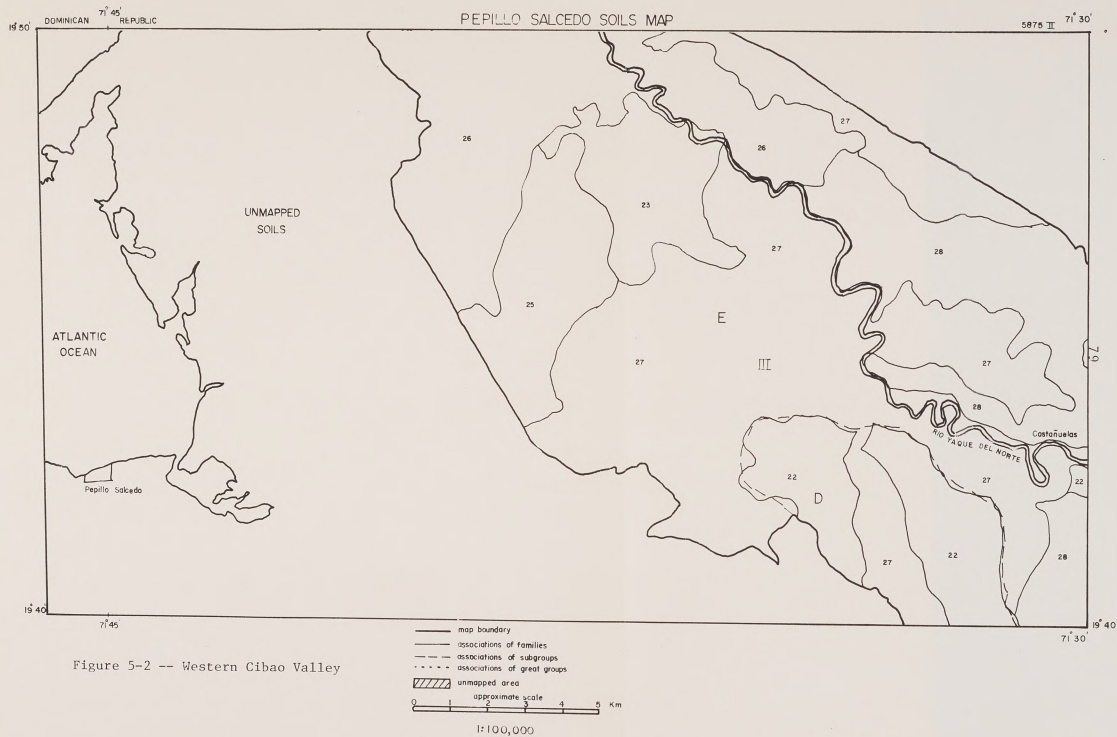 PEPILLO SALCEDO SOILS MAP
DOMINICAN REPUBLIC
71°45'
5875 II 71°30'
19°50'
26
27
26
23
UNMAPPED
SOILS
27
28
25
E
ATLANTIC
OCEAN
27
III
27
79
28
Castañuelas
RIO YAQUE DEL NORTE
Pepillo Salcedo
22
D
27
22
27
22
28
19°40'
19°40'
71°45'
71°30'
map boundary
associations of families
associations of subgroups
associations of great groups
unmapped area
approximate scale
0 1 2 3 4 5 Km
1:100,000
Figure 5-2 -- Western Cibao Valley